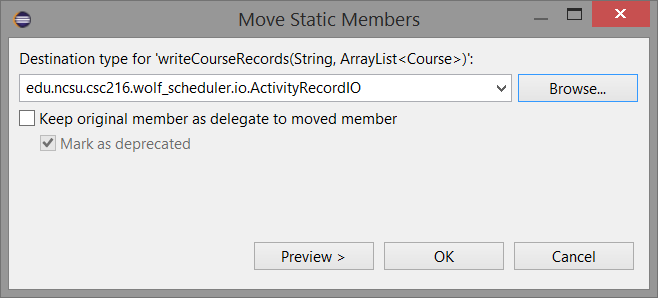 Move Static Members
Destination type for 'writeCourseRecords(String, ArrayList<Course>)':
edu.ncsu.csc216.wolf_scheduler.io.ActivityRecordIO
Browse...
Keep original member as delegate to moved member
Mark as deprecated
Preview >
OK
Cancel